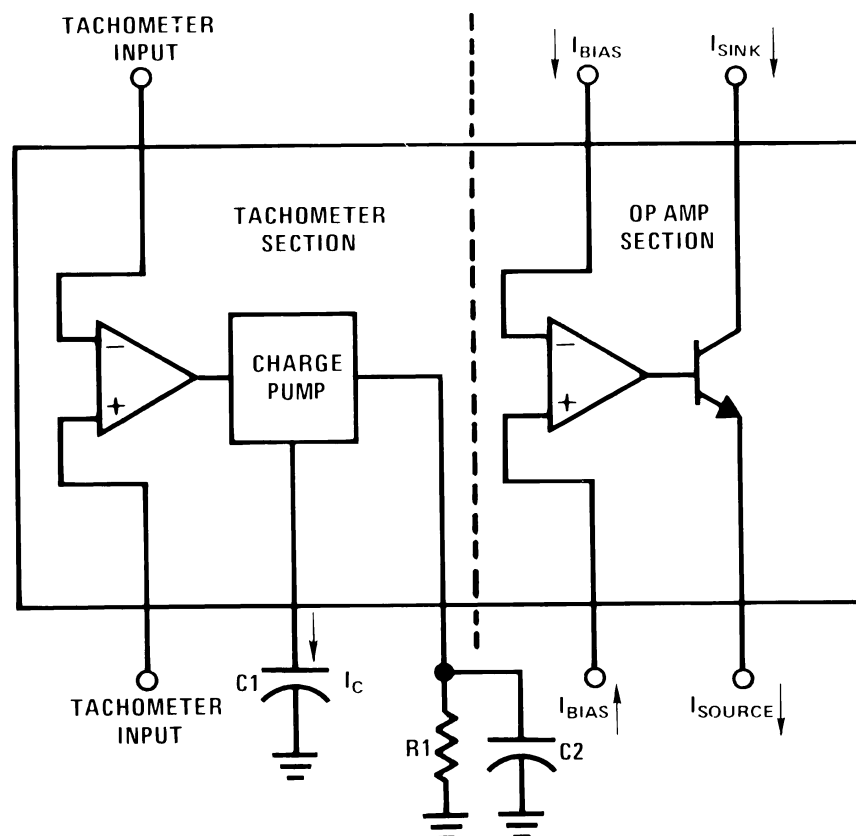 TACHOMETER
INPUT
I_BIAS
I_SINK
TACHOMETER
SECTION
OP AMP
SECTION
−
+
CHARGE
PUMP
−
+
C1
I_C
TACHOMETER
INPUT
R1
C2
I_BIAS
I_SOURCE